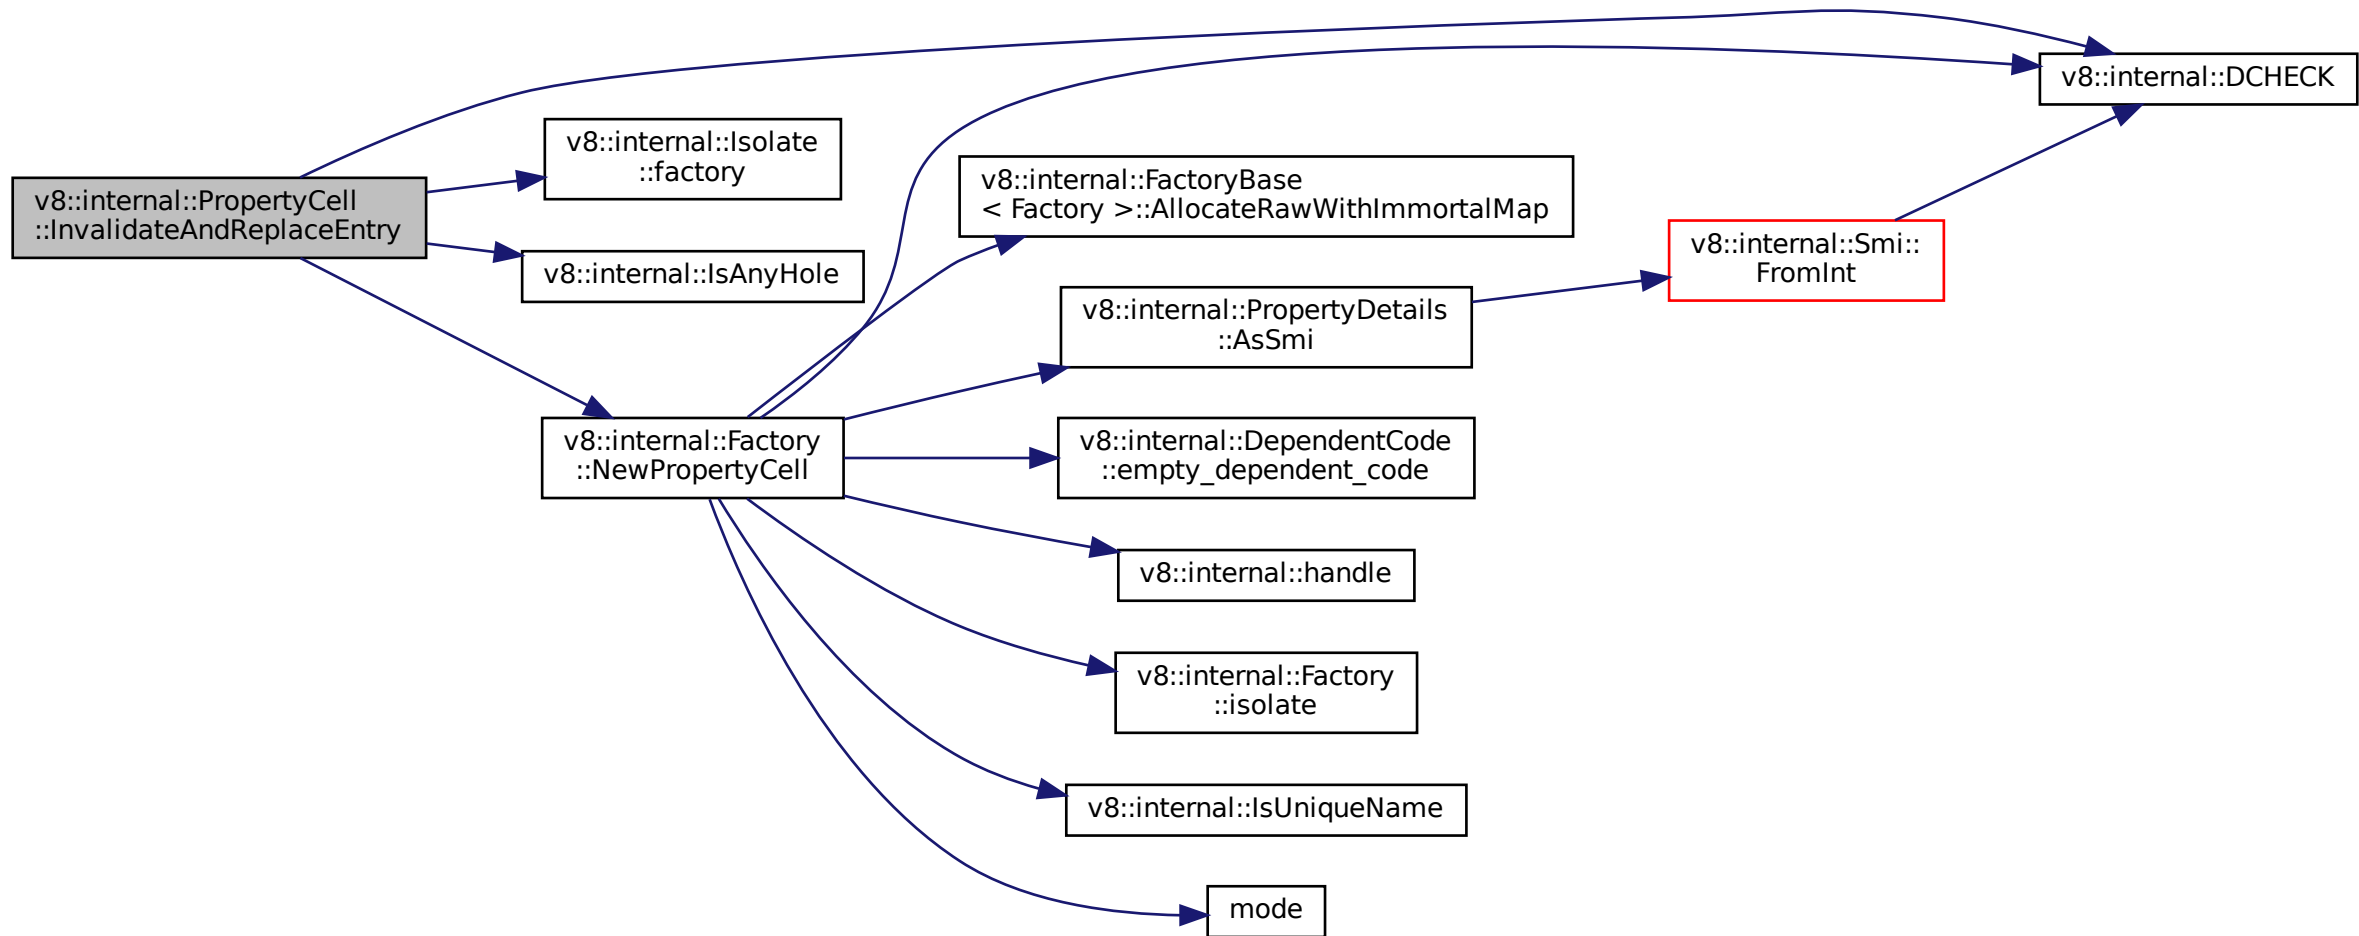 v8::internal::PropertyCell
::InvalidateAndReplaceEntry
v8::internal::Isolate
::factory
v8::internal::IsAnyHole
v8::internal::Factory
::NewPropertyCell
v8::internal::FactoryBase
< Factory >::AllocateRawWithImmortalMap
v8::internal::PropertyDetails
::AsSmi
v8::internal::DependentCode
::empty_dependent_code
v8::internal::handle
v8::internal::Factory
::isolate
v8::internal::IsUniqueName
mode
v8::internal::Smi::
FromInt
v8::internal::DCHECK